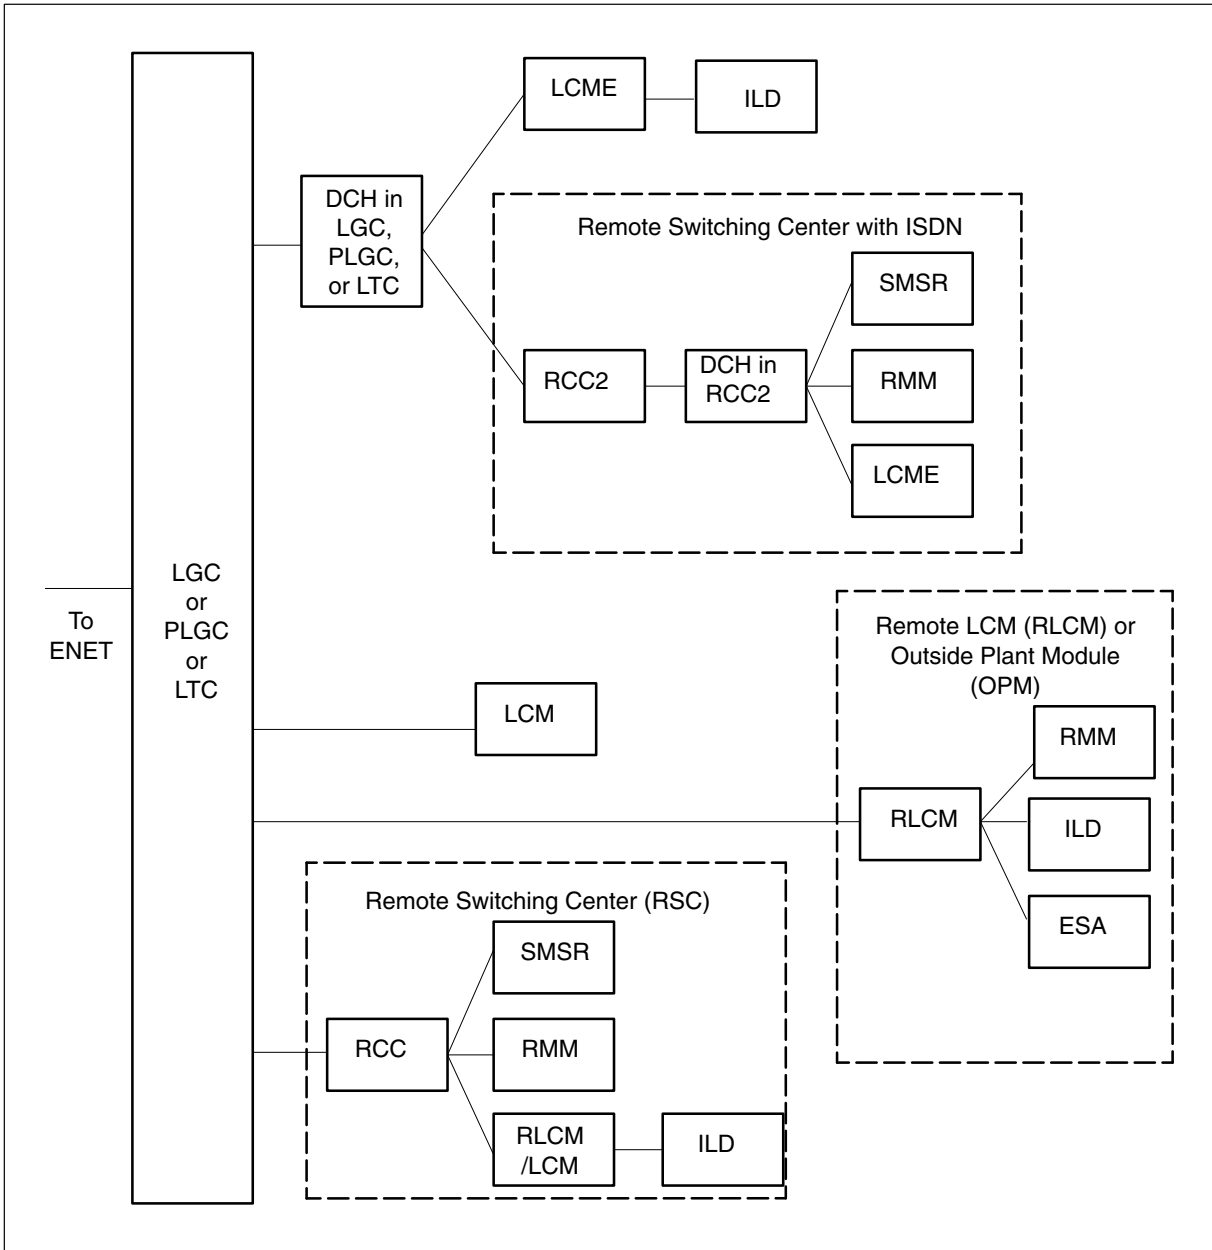 LCME
ILD
DCH in
LGC,
PLGC,
or LTC
Remote Switching Center with ISDN
SMSR
RCC2
DCH in
RCC2
RMM
LCME
To
ENET
LGC
or
PLGC
or
LTC
Remote LCM (RLCM) or
Outside Plant Module
(OPM)
LCM
RMM
RLCM
ILD
ESA
Remote Switching Center (RSC)
SMSR
RCC
RMM
RLCM
/LCM
ILD